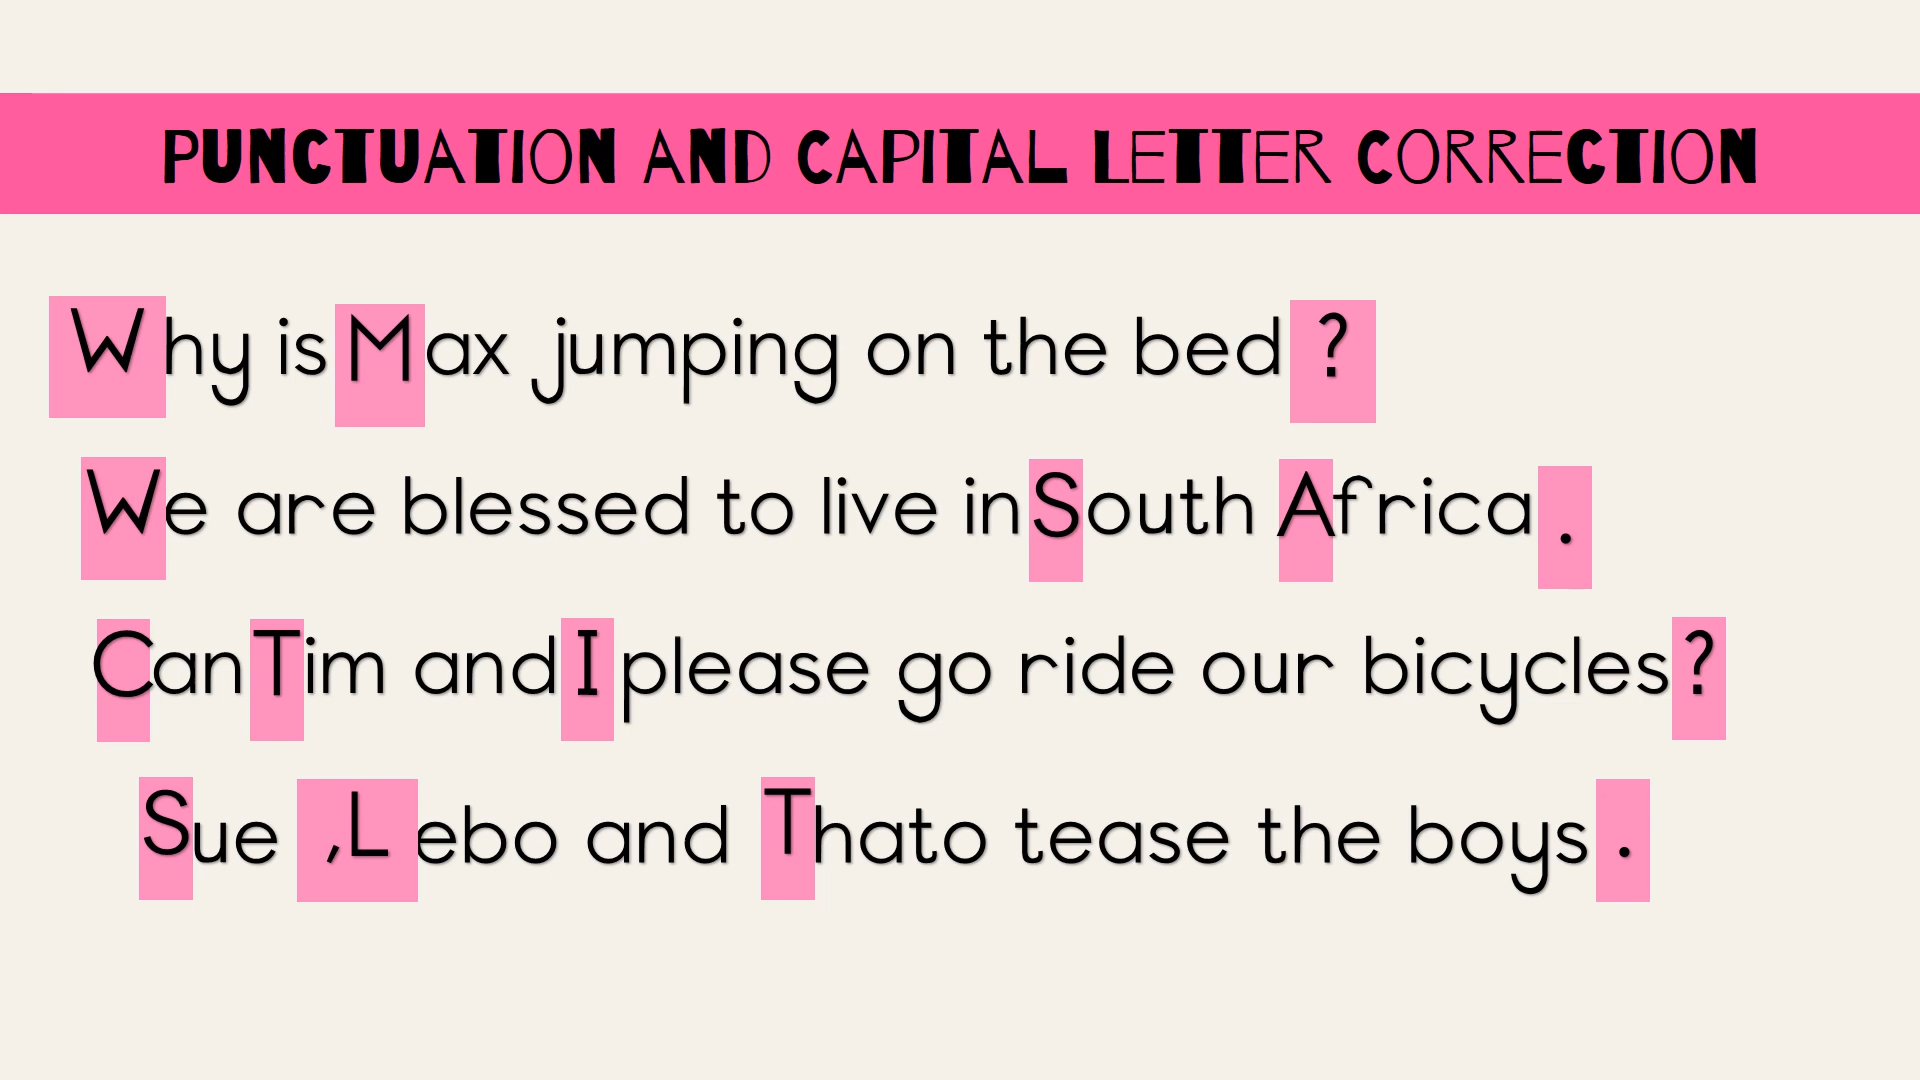 PUNCTUATION AND CAPITAL LETTER CORRECTION
Why is Max jumping on the bed ?
We are blessed to live in South Africa .
Can Tim and I please go ride our bicycles?
Sue ,Lebo and Thato tease the boys .